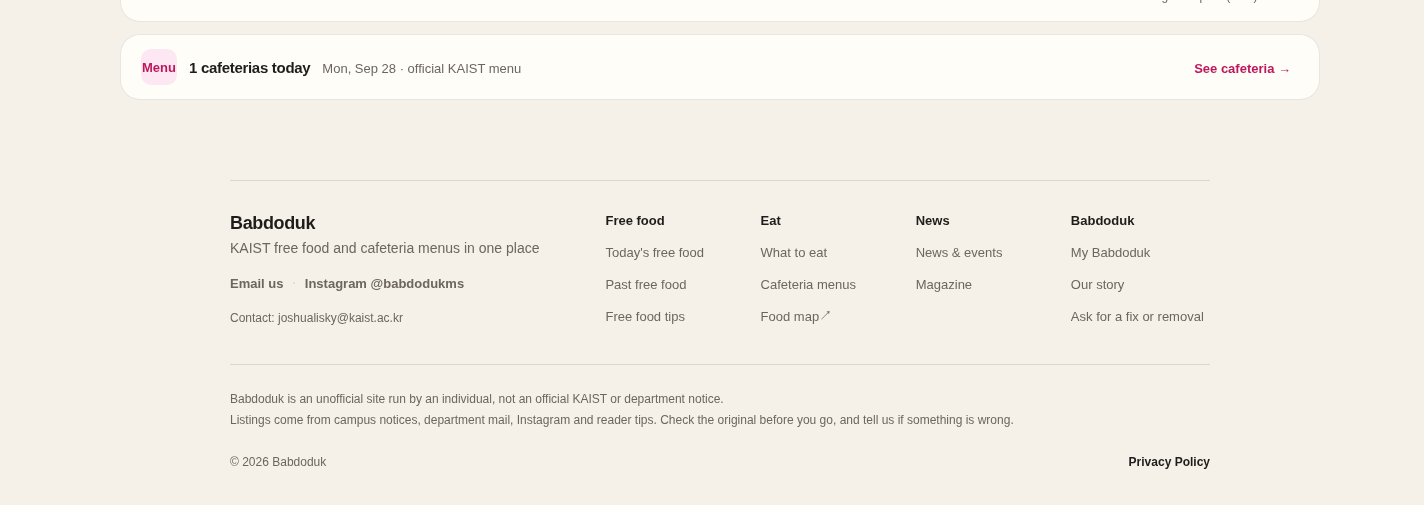 Menu 1 cafeterias today Mon, Sep 28 · official KAIST menu See cafeteria →
Babdoduk
KAIST free food and cafeteria menus in one place
Email us · Instagram @babdodukms
Contact: joshualisky@kaist.ac.kr
Free food
Today's free food
Past free food
Free food tips
Eat
What to eat
Cafeteria menus
Food map↗
News
News & events
Magazine
Babdoduk
My Babdoduk
Our story
Ask for a fix or removal
Babdoduk is an unofficial site run by an individual, not an official KAIST or department notice.
Listings come from campus notices, department mail, Instagram and reader tips. Check the original before you go, and tell us if something is wrong.
© 2026 Babdoduk
Privacy Policy